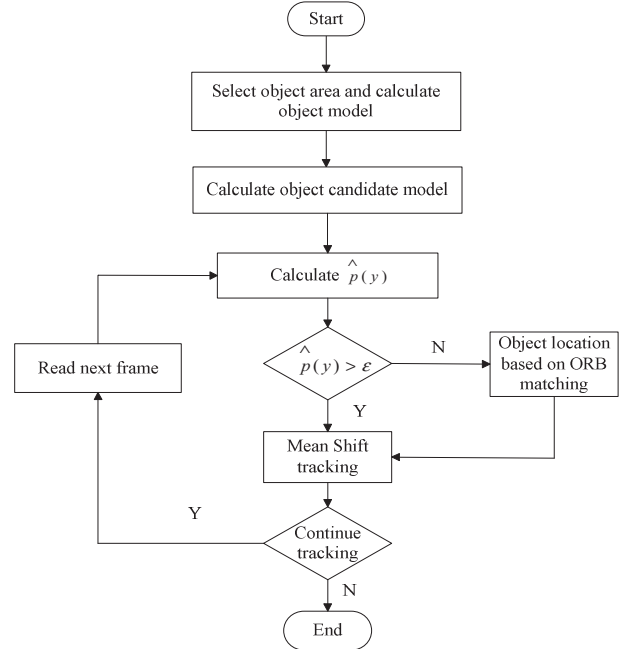 Start
Select object area and calculate
object model
Calculate object candidate model
Calculate p̂(y)
Read next frame
p̂(y) > ε
N
Object location
based on ORB
matching
Y
Mean Shift
tracking
Y
Continue
tracking
N
End